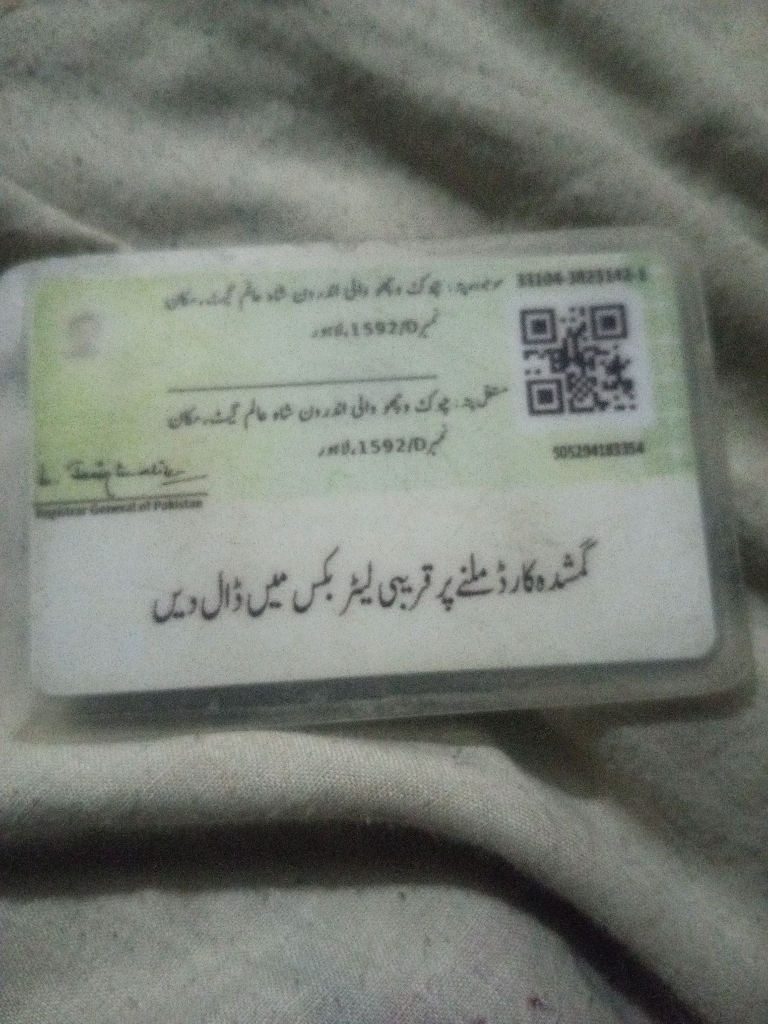 موجودہ پتہ: چوک وچھو والی اندرون شاہ عالم گیٹ، مکان
نمبر 1592/D، لاہور
مستقل پتہ: چوک وچھو والی اندرون شاہ عالم گیٹ، مکان
نمبر 1592/D، لاہور
505294183354
Registrar General of Pakistan
گمشدہ کارڈ ملنے پر قریبی لیٹر بکس میں ڈال دیں